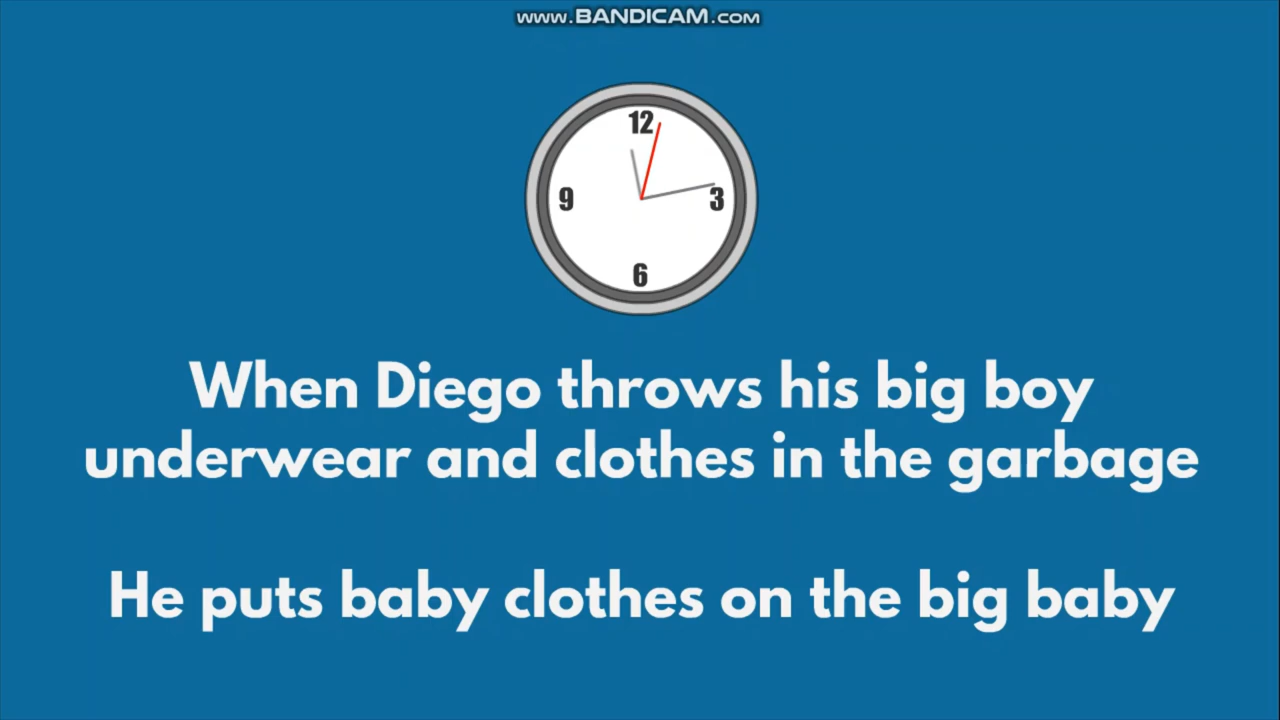 www.BANDICAM.com
12
9
3
6
When Diego throws his big boy
underwear and clothes in the garbage
He puts baby clothes on the big baby